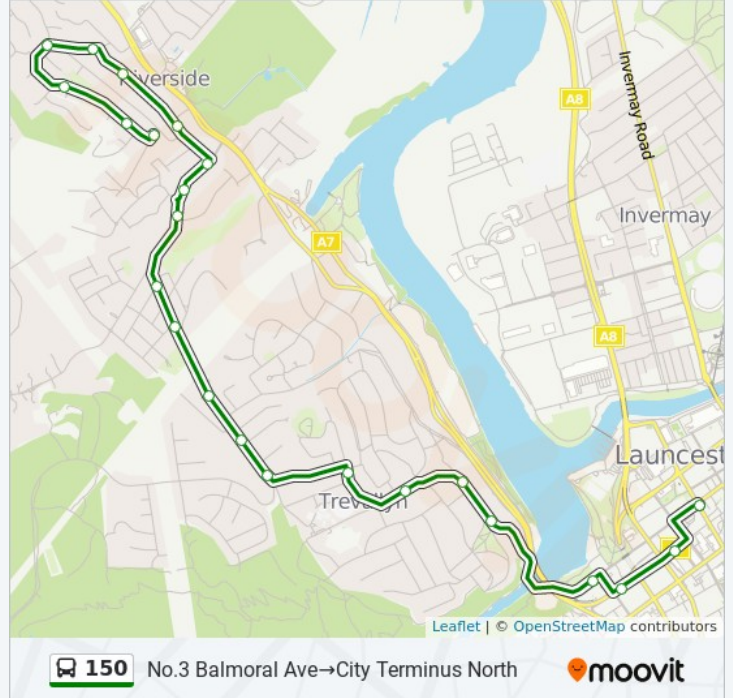 Riverside
A8
Invermay Road
Invermay
A7
A8
Launcest
Trevallyn
Leaflet | © OpenStreetMap contributors
150 No.3 Balmoral Ave→City Terminus North
moovit